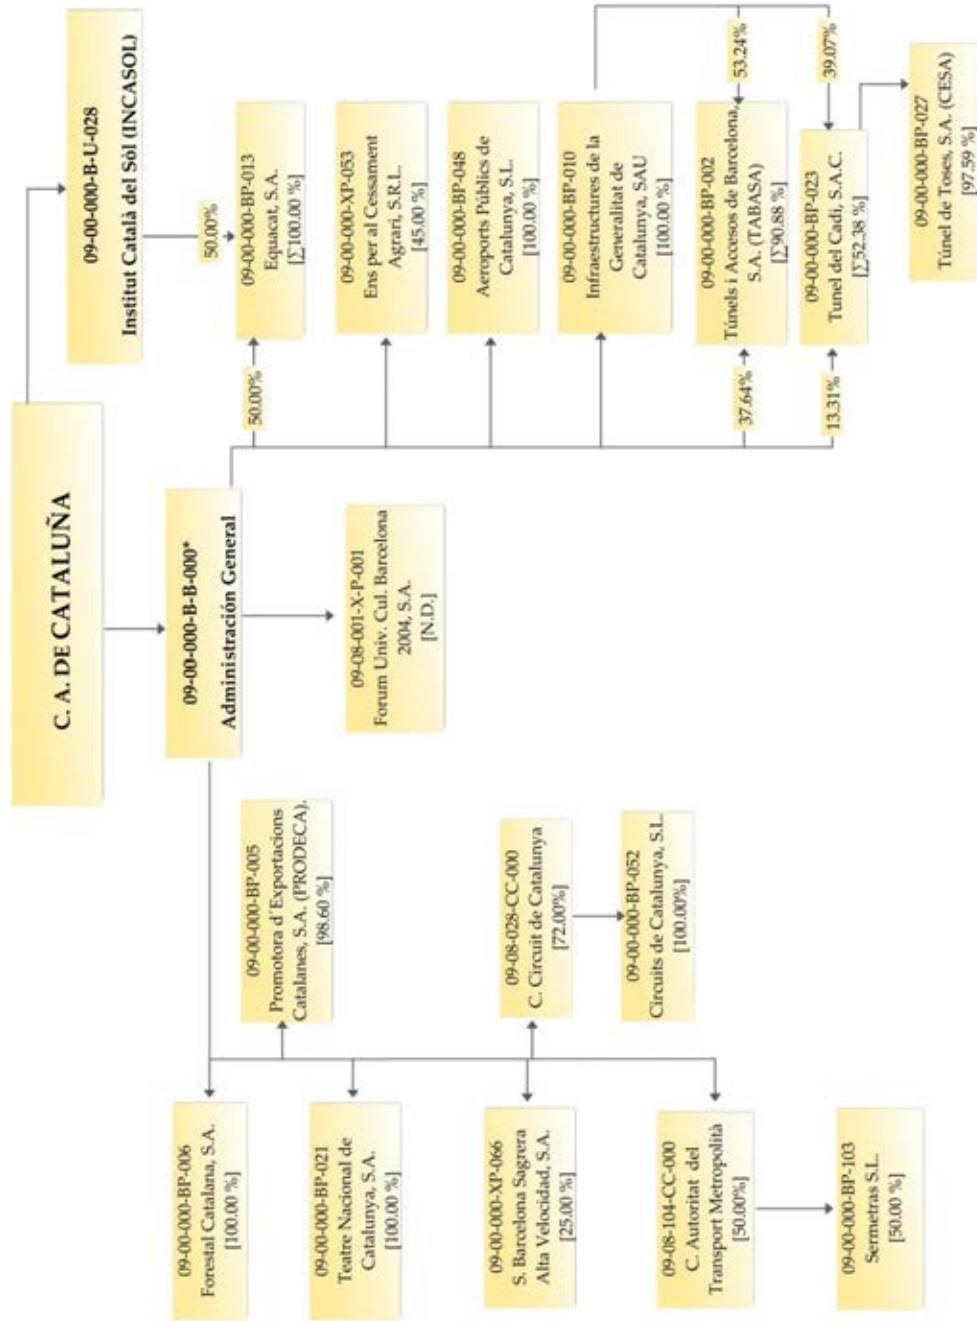 C. A. DE CATALUÑA
09-00-000-B-U-028
Institut Català del Sòl (INCASOL)
09-00-000-B-B-000*
Administración General
50.00%
50.00%
09-00-000-BP-013
Equacat, S.A.
[∑100.00 %]
09-00-000-XP-053
Ens per al Cessament
Agrari, S.R.L.
[45.00 %]
09-00-000-BP-048
Aeroports Públics de
Catalunya, S.L.
[100.00 %]
09-00-000-BP-010
Infraestructures de la
Generalitat de
Catalunya, SAU
[100.00 %]
37.64%
53.24%
09-00-000-BP-002
Túnels i Accesos de Barcelona,
S.A. (TABASA)
[∑90.88 %]
13.31%
39.07%
09-00-000-BP-023
Tunel del Cadi, S.A.C.
[∑52.38 %]
09-00-000-BP-027
Túnel de Toses, S.A. (CESA)
[97.59 %]
09-08-001-X-P-001
Forum Univ. Cul. Barcelona
2004, S.A.
[N.D.]
09-00-000-BP-005
Promotora d´Exportacions
Catalanes, S.A. (PRODECA).
[98.60 %]
09-08-028-CC-000
C. Circuit de Catalunya
[72.00%]
09-00-000-BP-052
Circuits de Catalunya, S.L.
[100.00%]
09-00-000-BP-006
Forestal Catalana, S.A.
[100.00 %]
09-00-000-BP-021
Teatre Nacional de
Catalunya, S.A.
[100.00 %]
09-00-000-XP-066
S. Barcelona Sagrera
Alta Velocidad, S.A.
[25.00 %]
09-08-104-CC-000
C. Autoritat del
Transport Metropolità
[50.00%]
09-00-000-BP-103
Sermetras S.L.
[50.00 %]